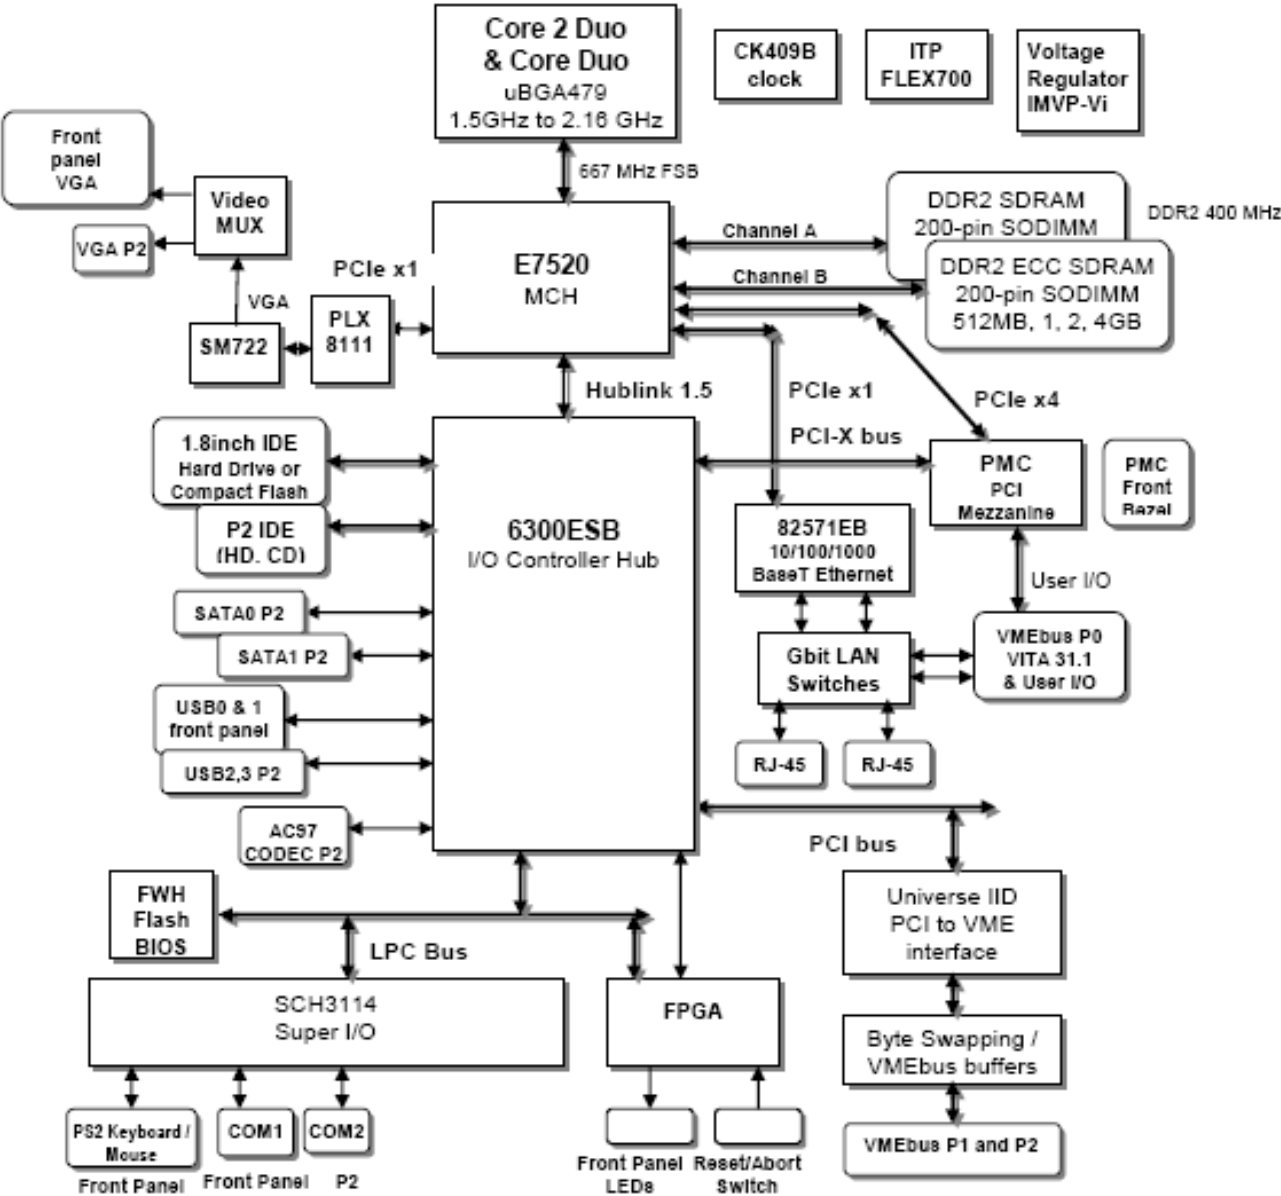 Core 2 Duo
& Core Duo
uBGA479
1.5GHz to 2.16 GHz
CK409B
clock
ITP
FLEX700
Voltage
Regulator
IMVP-Vi
667 MHz FSB
Front
panel
VGA
Video
MUX
VGA P2
VGA
SM722
PCIe x1
PLX
8111
E7520
MCH
Channel A
Channel B
DDR2 SDRAM
200-pin SODIMM
DDR2 400 MHz
DDR2 ECC SDRAM
200-pin SODIMM
512MB, 1, 2, 4GB
Hublink 1.5
PCIe x1
PCIe x4
PCI-X bus
1.8inch IDE
Hard Drive or
Compact Flash
P2 IDE
(HD, CD)
SATA0 P2
SATA1 P2
USB0 & 1
front panel
USB2,3 P2
AC97
CODEC P2
6300ESB
I/O Controller Hub
82571EB
10/100/1000
BaseT Ethernet
PMC
PCI
Mezzanine
PMC
Front
Bezel
User I/O
Gbit LAN
Switches
VMEbus P0
VITA 31.1
& User I/O
RJ-45
RJ-45
PCI bus
FWH
Flash
BIOS
LPC Bus
Universe IID
PCI to VME
interface
SCH3114
Super I/O
FPGA
Byte Swapping /
VMEbus buffers
PS2 Keyboard /
Mouse
Front Panel
COM1
Front Panel
COM2
P2
Front Panel
LEDs
Reset/Abort
Switch
VMEbus P1 and P2